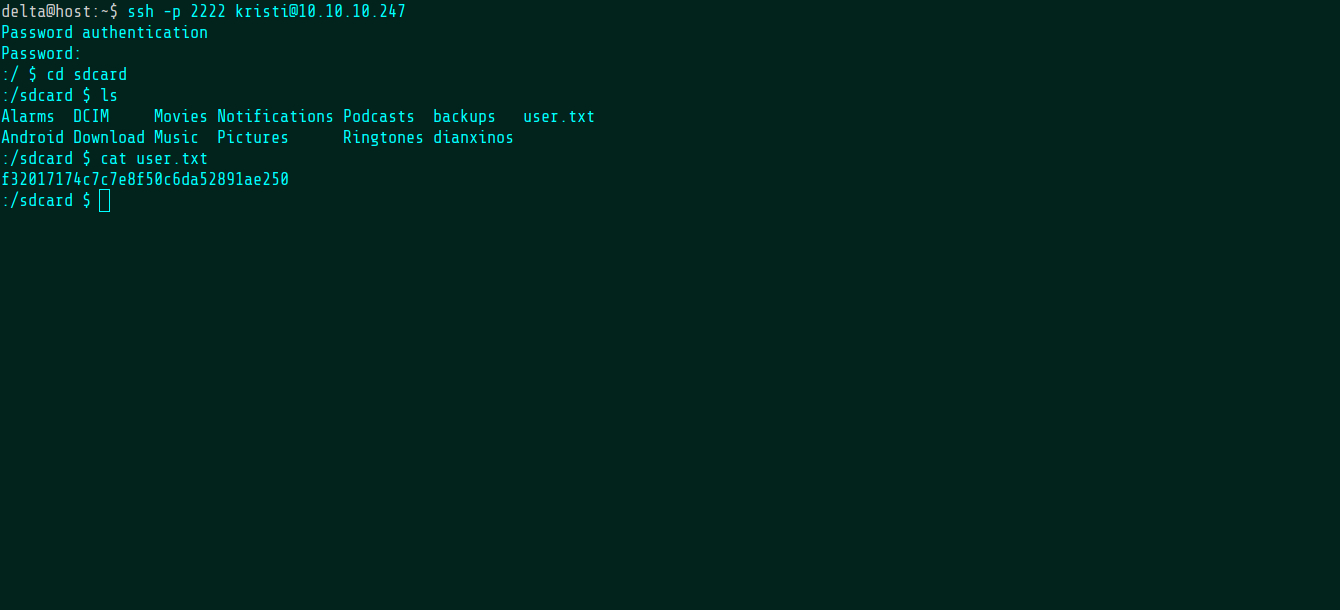 delta@host:~$ ssh -p 2222 kristi@10.10.10.247
Password authentication
Password:
:/ $ cd sdcard
:/sdcard $ ls
Alarms  DCIM     Movies Notifications Podcasts  backups   user.txt
Android Download Music  Pictures      Ringtones dianxinos
:/sdcard $ cat user.txt
f32017174c7c7e8f50c6da52891ae250
:/sdcard $